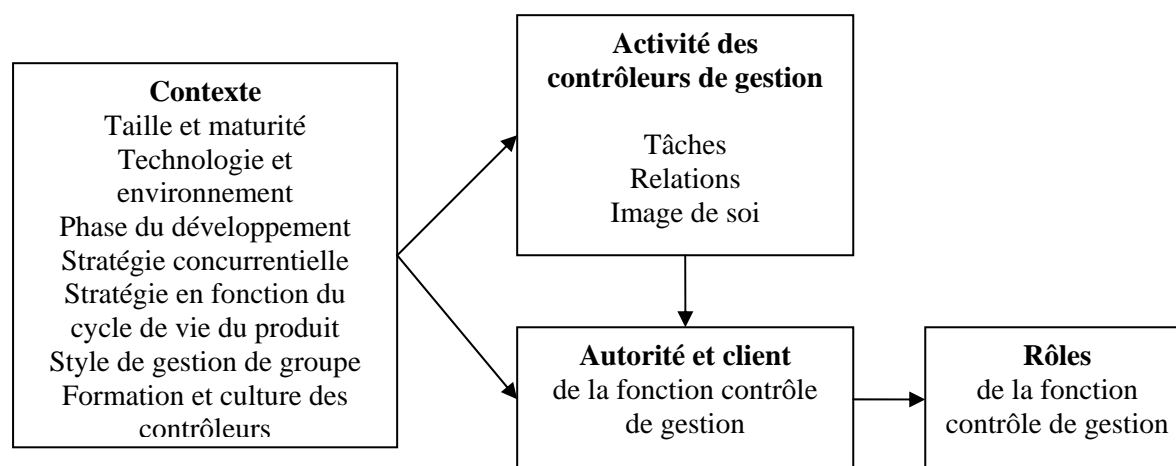 Contexte
Taille et maturité
Technologie et
environnement
Phase du développement
Stratégie concurrentielle
Stratégie en fonction du
cycle de vie du produit
Style de gestion de groupe
Formation et culture des
contrôleurs
Activité des
contrôleurs de gestion
Tâches
Relations
Image de soi
Autorité et client
de la fonction contrôle
de gestion
Rôles
de la fonction
contrôle de gestion